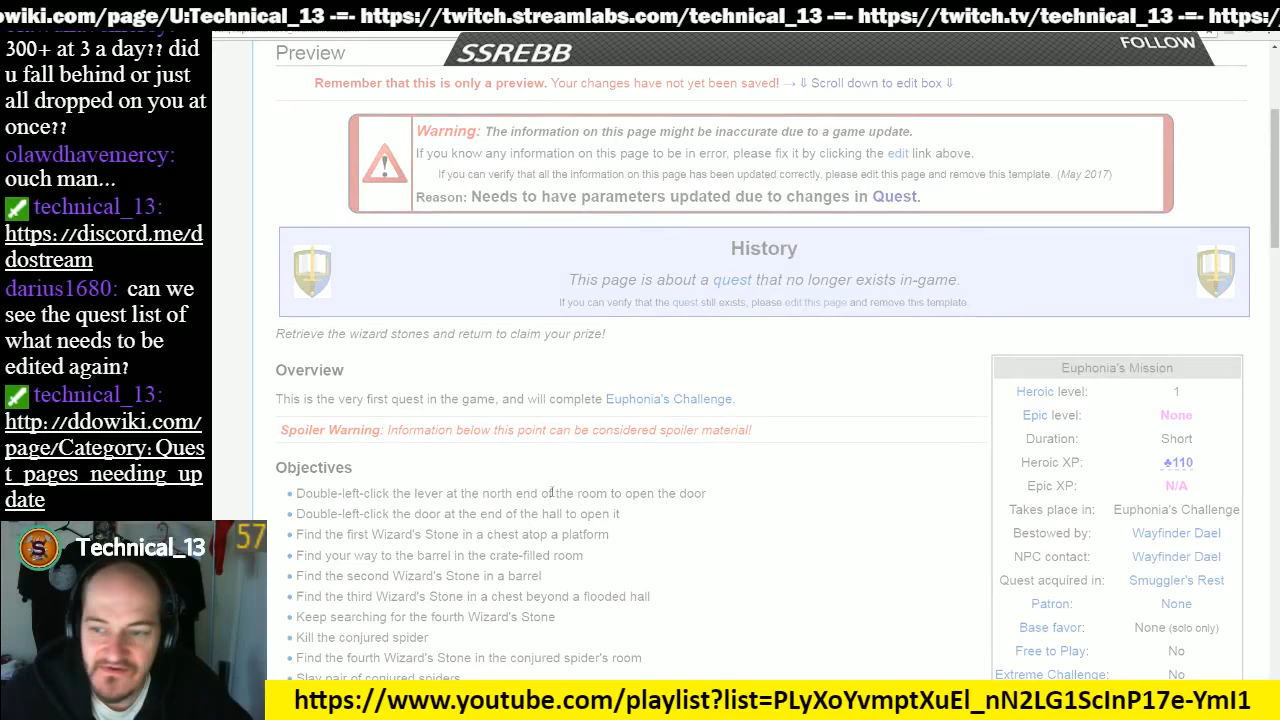 owiki.com/page/U:Technical_13 -=- https://twitch.streamlabs.com/technical_13 -=- https://twitch.tv/technical_13 -=- https:/
300+ at 3 a day?? did
u fall behind or just
all dropped on you at
once??
olawdhavemercy:
ouch man...
technical_13:
https://discord.me/d
dostream
darius1680: can we
see the quest list of
what needs to be
edited again?
technical_13:
http://ddowiki.com/
page/Category:Ques
t_pages_needing_up
date
Technical_13
57
SSREBB
FOLLOW
Preview
Remember that this is only a preview. Your changes have not yet been saved! → ⇩ Scroll down to edit box ⇩
Warning: The information on this page might be inaccurate due to a game update.
If you know any information on this page to be in error, please fix it by clicking the edit link above.
If you can verify that all the information on this page has been updated correctly, please edit this page and remove this template. (May 2017)
Reason: Needs to have parameters updated due to changes in Quest.
History
This page is about a quest that no longer exists in-game.
If you can verify that the quest still exists, please edit this page and remove this template.
Retrieve the wizard stones and return to claim your prize!
Overview
This is the very first quest in the game, and will complete Euphonia's Challenge.
Spoiler Warning: Information below this point can be considered spoiler material!
Objectives
Double-left-click the lever at the north end of the room to open the door
Double-left-click the door at the end of the hall to open it
Find the first Wizard's Stone in a chest atop a platform
Find your way to the barrel in the crate-filled room
Find the second Wizard's Stone in a barrel
Find the third Wizard's Stone in a chest beyond a flooded hall
Keep searching for the fourth Wizard's Stone
Kill the conjured spider
Find the fourth Wizard's Stone in the conjured spider's room
Slay pair of conjured spiders
Euphonia's Mission
Heroic level: 1
Epic level: None
Duration: Short
Heroic XP: ♣110
Epic XP: N/A
Takes place in: Euphonia's Challenge
Bestowed by: Wayfinder Dael
NPC contact: Wayfinder Dael
Quest acquired in: Smuggler's Rest
Patron: None
Base favor: None (solo only)
Free to Play: No
Extreme Challenge: No
https://www.youtube.com/playlist?list=PLyXoYvmptXuEl_nN2LG1ScInP17e-YmI1